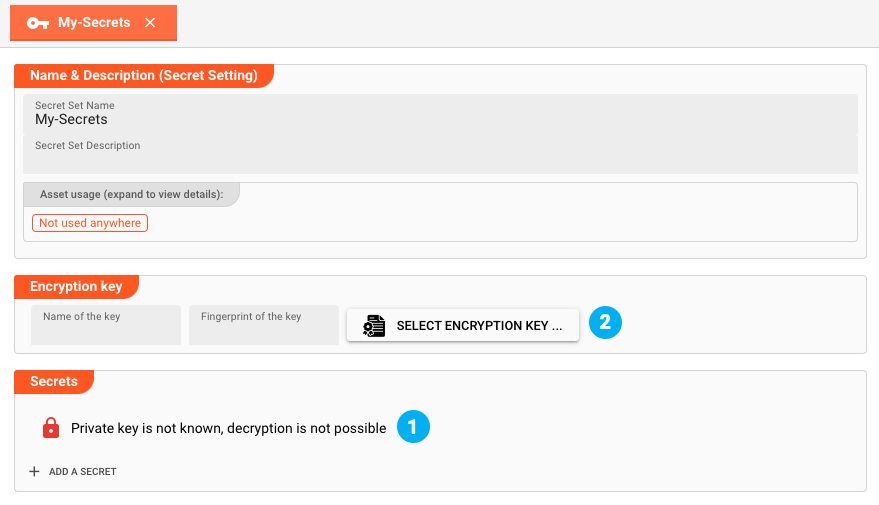 My-Secrets
Name & Description (Secret Setting)
Secret Set Name
My-Secrets
Secret Set Description
Asset usage (expand to view details):
Not used anywhere
Encryption key
Name of the key
Fingerprint of the key
SELECT ENCRYPTION KEY ...
2
Secrets
Private key is not known, decryption is not possible
1
ADD A SECRET